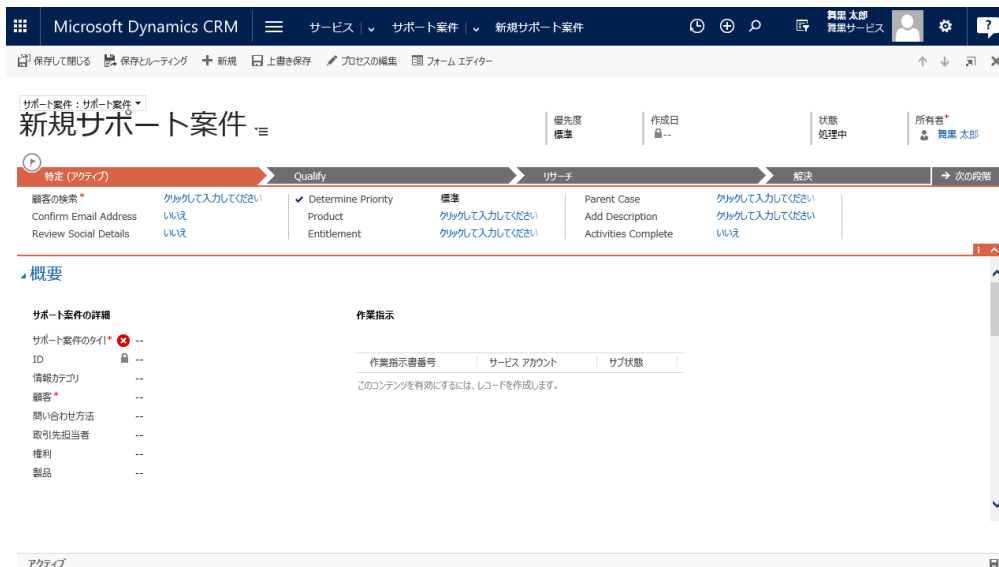 Microsoft Dynamics CRM サービス サポート案件 新規サポート案件 舞黒 太郎
舞黒サービス
?
保存して閉じる 保存とルーティング 新規 上書き保存 プロセスの編集 フォーム エディター
サポート案件 : サポート案件
新規サポート案件
優先度
標準
作成日
--
状態
処理中
所有者*
舞黒 太郎
特定 (アクティブ) Qualify リサーチ 解決 → 次の段階
顧客の検索 * クリックして入力してください
Confirm Email Address いいえ
Review Social Details いいえ
✔ Determine Priority 標準
Product クリックして入力してください
Entitlement クリックして入力してください
Parent Case クリックして入力してください
Add Description クリックして入力してください
Activities Complete いいえ
概要
サポート案件の詳細
サポート案件のタイ* --
ID --
情報カテゴリ --
顧客 * --
問い合わせ方法 --
取引先担当者 --
権利 --
製品 --
作業指示
作業指示書番号 サービス アカウント サブ状態
このコンテンツを有効にするには、レコードを作成します。
アクティブ